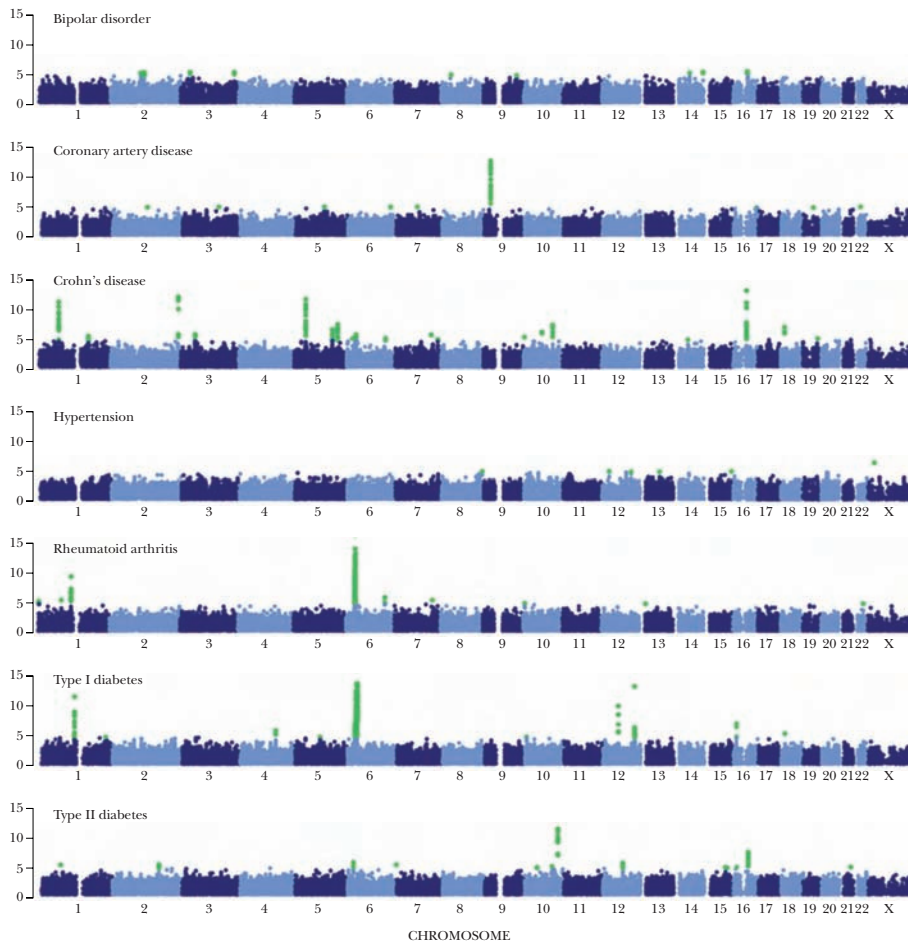 15
Bipolar disorder
10
5
0
1 2 3 4 5 6 7 8 9 10 11 12 13 14 15 16 17 18 19 20 21 22 X
15
Coronary artery disease
10
5
0
1 2 3 4 5 6 7 8 9 10 11 12 13 14 15 16 17 18 19 20 21 22 X
15
Crohn's disease
10
5
0
1 2 3 4 5 6 7 8 9 10 11 12 13 14 15 16 17 18 19 20 21 22 X
15
Hypertension
10
5
0
1 2 3 4 5 6 7 8 9 10 11 12 13 14 15 16 17 18 19 20 21 22 X
15
Rheumatoid arthritis
10
5
0
1 2 3 4 5 6 7 8 9 10 11 12 13 14 15 16 17 18 19 20 21 22 X
15
Type I diabetes
10
5
0
1 2 3 4 5 6 7 8 9 10 11 12 13 14 15 16 17 18 19 20 21 22 X
15
Type II diabetes
10
5
0
1 2 3 4 5 6 7 8 9 10 11 12 13 14 15 16 17 18 19 20 21 22 X
CHROMOSOME